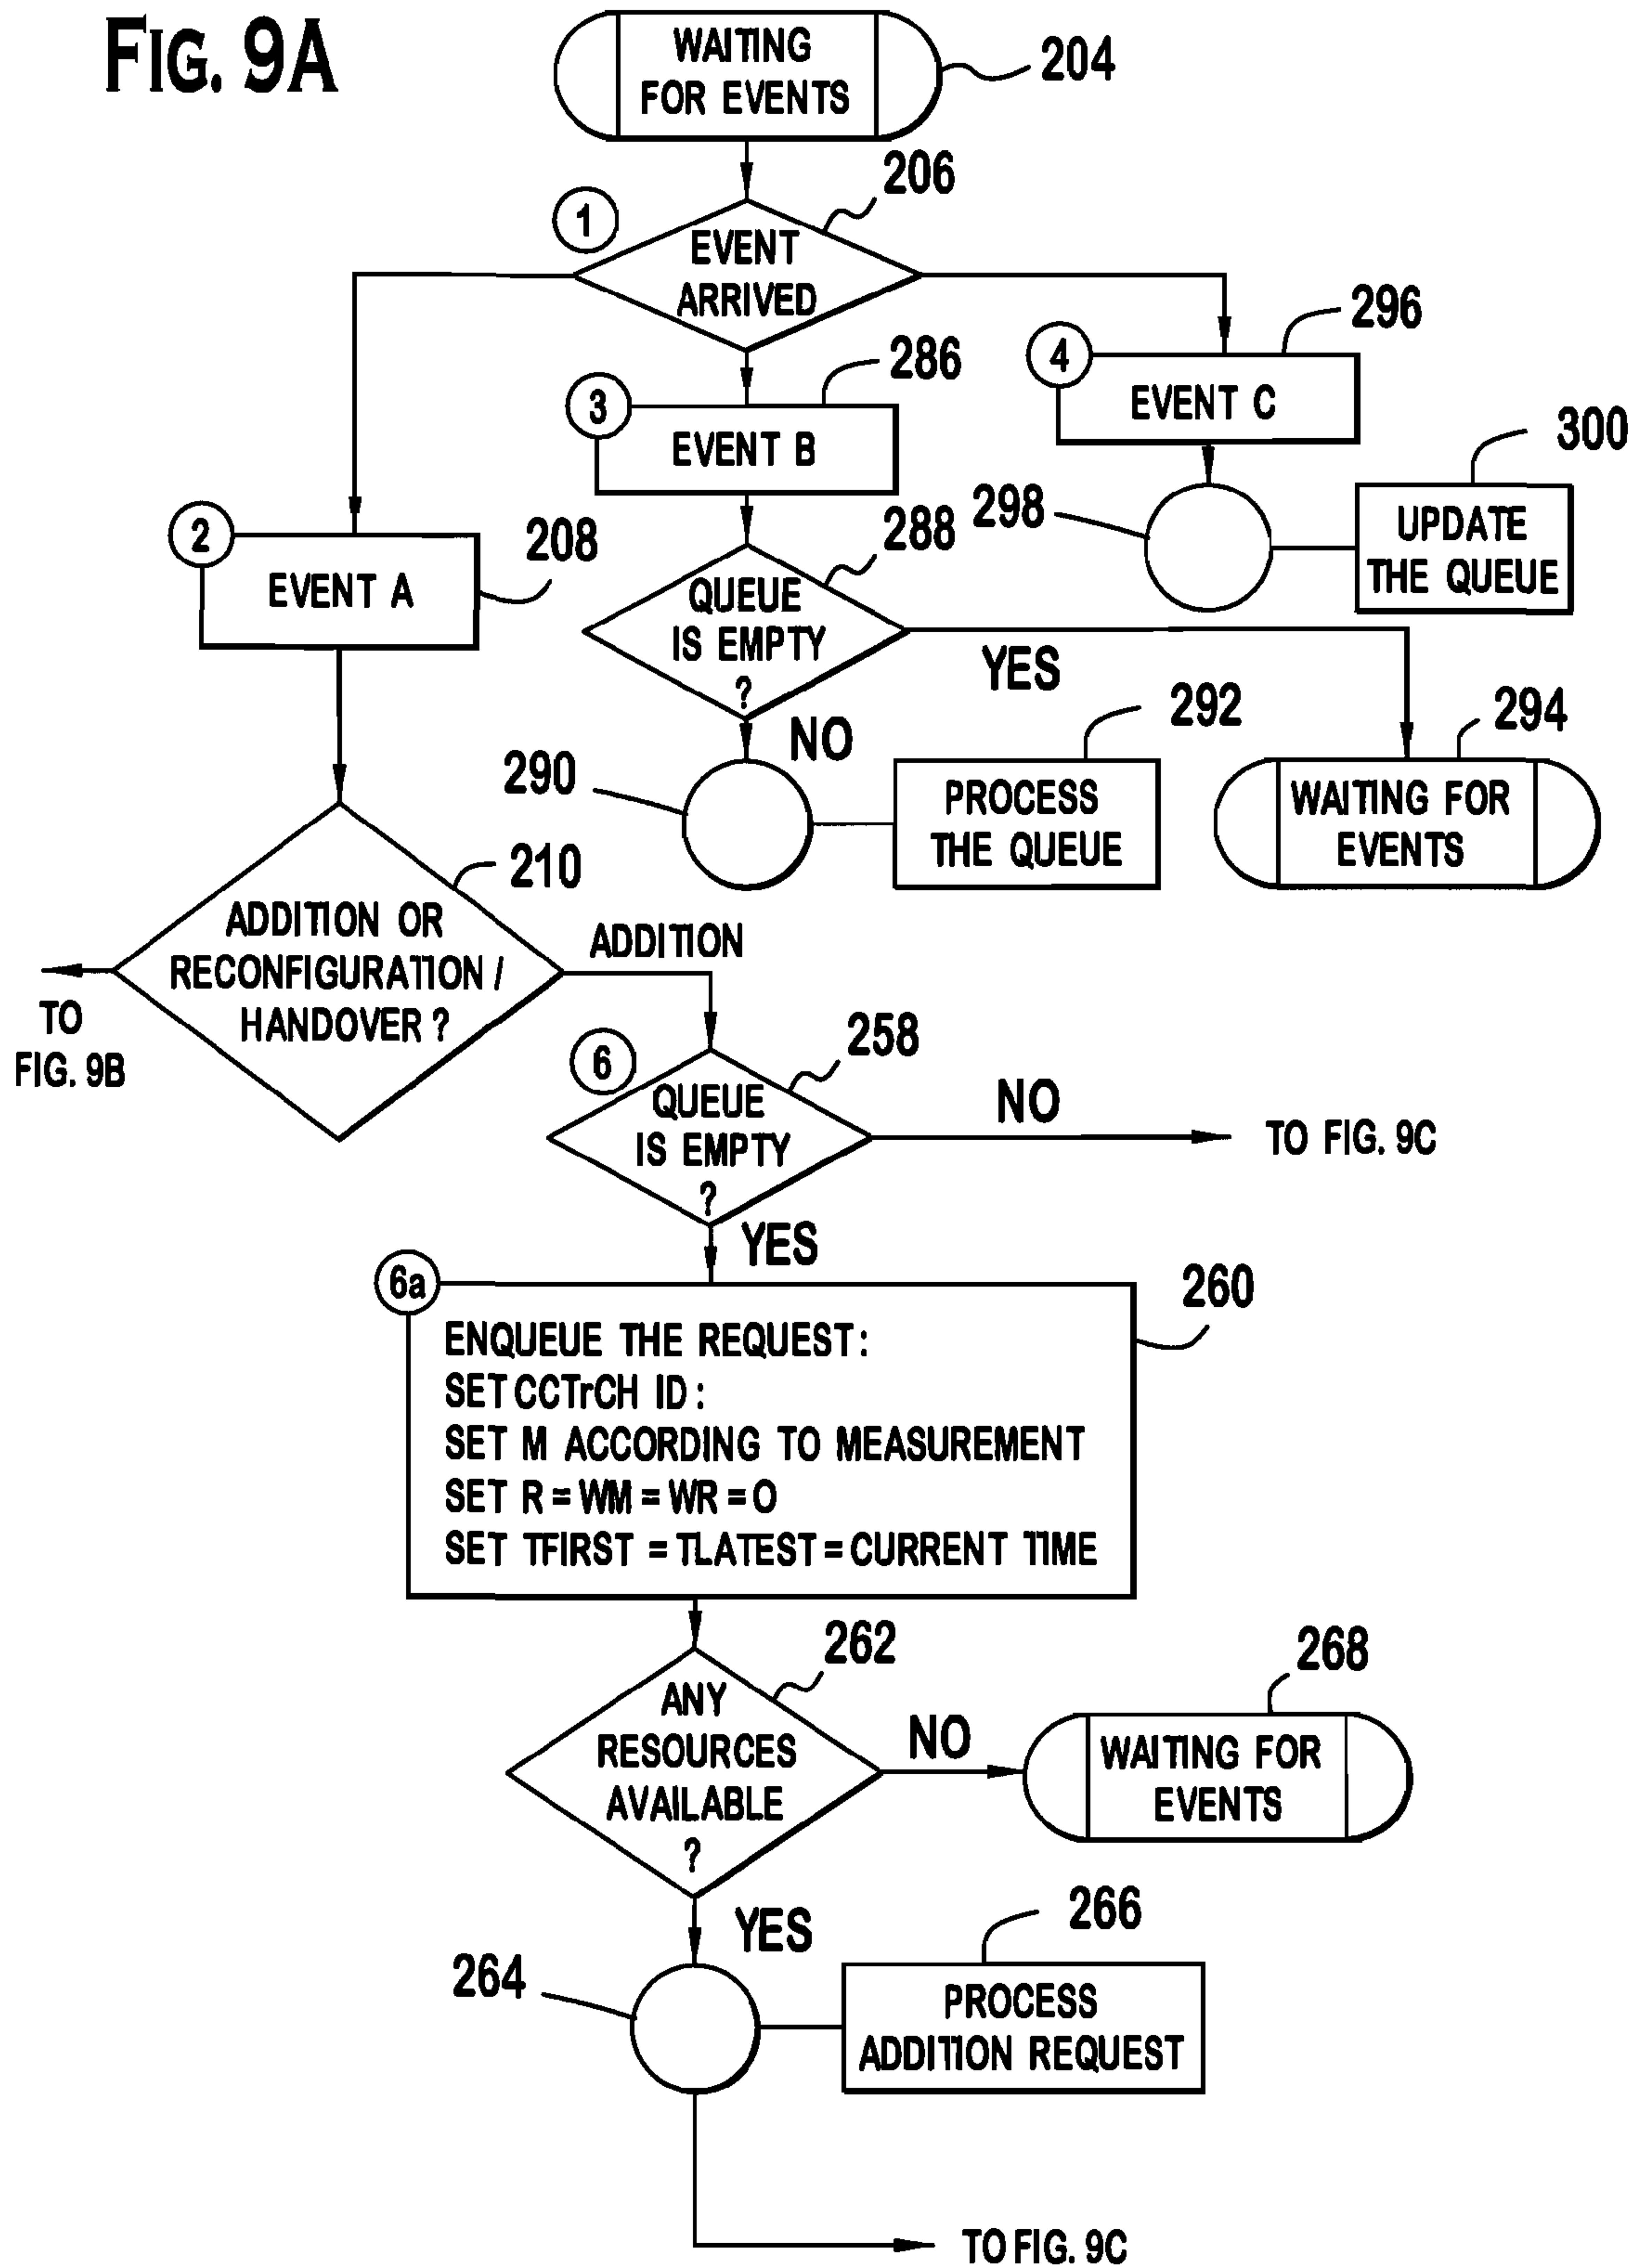 FIG. 9A
WAITING
FOR EVENTS
204
206
1
EVENT
ARRIVED
296
4
EVENT C
286
3
EVENT B
300
298
UPDATE
THE QUEUE
2
EVENT A
208
288
QUEUE
IS EMPTY
?
YES
NO
292
294
290
PROCESS
THE QUEUE
WAITING FOR
EVENTS
210
ADDITION OR
RECONFIGURATION /
HANDOVER ?
ADDITION
TO
FIG. 9B
258
6
QUEUE
IS EMPTY
?
NO
TO FIG. 9C
YES
6a
260
ENQUEUE THE REQUEST:
SET CCTrCH ID:
SET M ACCORDING TO MEASUREMENT
SET R = WM = WR = O
SET TFIRST = TLATEST = CURRENT TIME
262
268
ANY
RESOURCES
AVAILABLE
?
NO
WAITING FOR
EVENTS
YES
266
264
PROCESS
ADDITION REQUEST
TO FIG. 9C